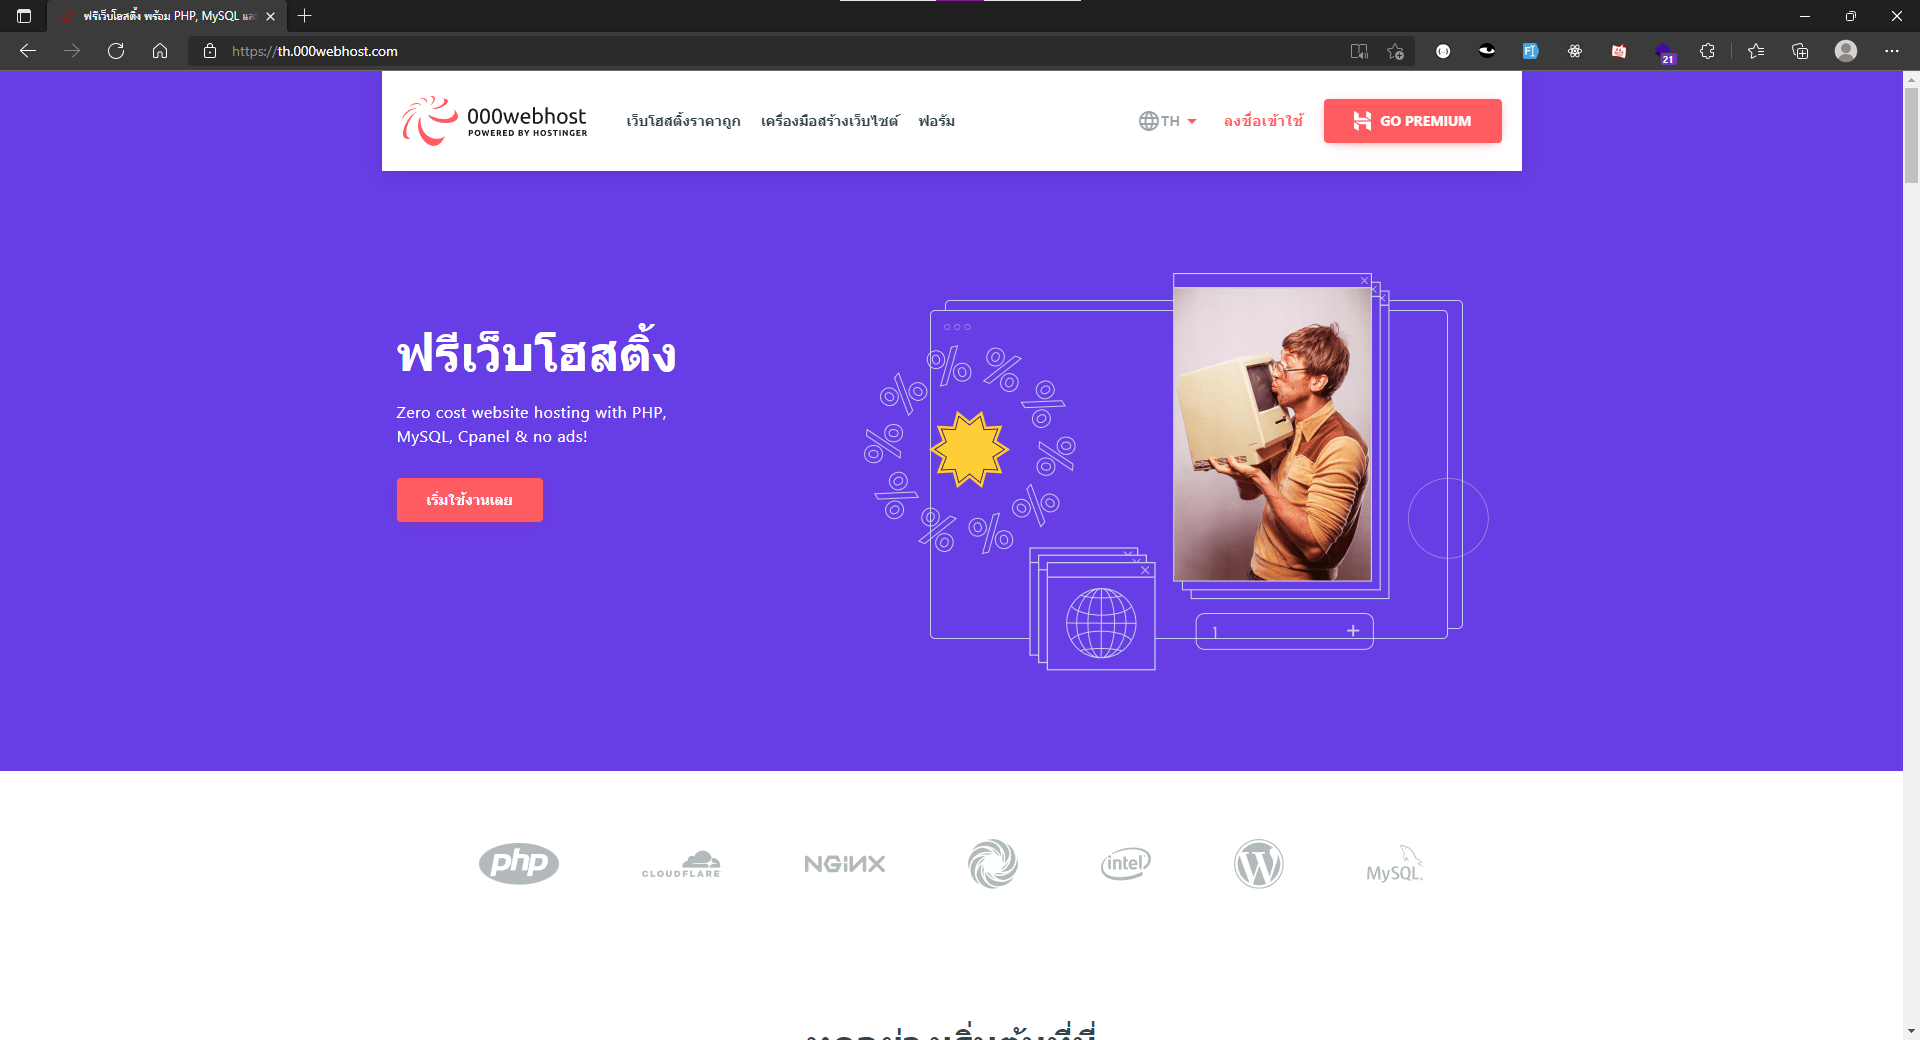 ฟรีเว็บโฮสติ้ง พร้อม PHP, MySQL และ
https://th.000webhost.com
21
000webhost
POWERED BY HOSTINGER
เว็บโฮสติ้งราคาถูก
เครื่องมือสร้างเว็บไซต์
ฟอรัม
TH
ลงชื่อเข้าใช้
GO PREMIUM
ฟรีเว็บโฮสติ้ง
Zero cost website hosting with PHP,
MySQL, Cpanel & no ads!
เริ่มใช้งานเลย
% % % % % % % % % % % %
1 +
php
CLOUDFLARE
NGINX
intel
W
MySQL